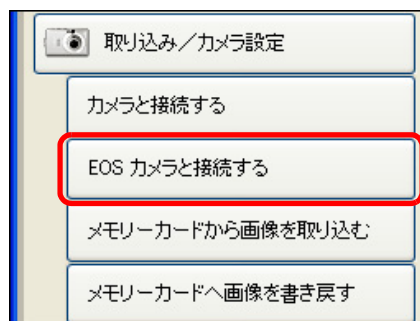 取り込み／カメラ設定
カメラと接続する
EOS カメラと接続する
メモリーカードから画像を取り込む
メモリーカードへ画像を書き戻す